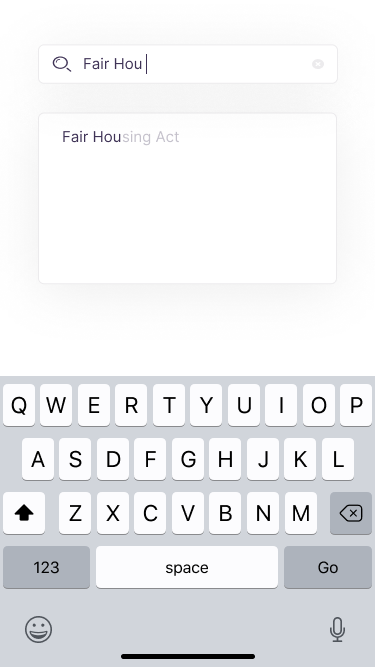 Fair Hou
Fair Housing Act
Q W E R T Y U I O P
A S D F G H J K L
Z X C V B N M
123 space Go